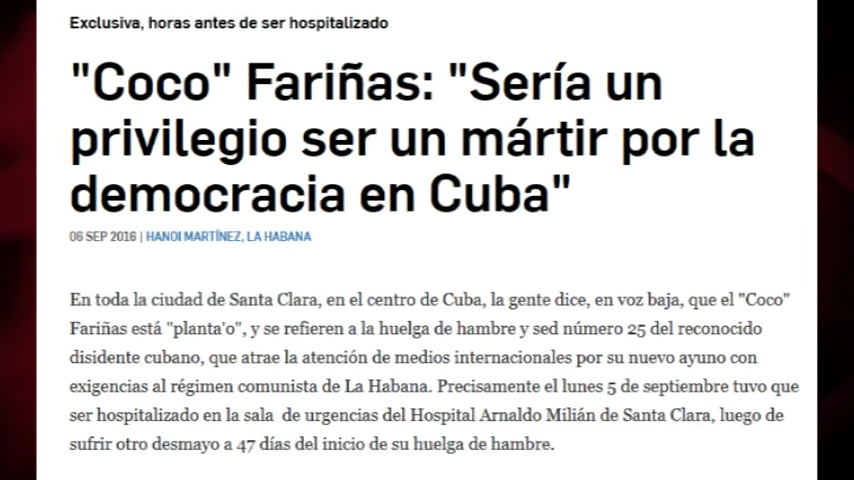 Exclusiva, horas antes de ser hospitalizado
"Coco" Fariñas: "Sería un
privilegio ser un mártir por la
democracia en Cuba"
06 SEP 2016 | HANOI MARTÍNEZ, LA HABANA
En toda la ciudad de Santa Clara, en el centro de Cuba, la gente dice, en voz baja, que el "Coco"
Fariñas está "planta'o", y se refieren a la huelga de hambre y sed número 25 del reconocido
disidente cubano, que atrae la atención de medios internacionales por su nuevo ayuno con
exigencias al régimen comunista de La Habana. Precisamente el lunes 5 de septiembre tuvo que
ser hospitalizado en la sala de urgencias del Hospital Arnaldo Milián de Santa Clara, luego de
sufrir otro desmayo a 47 días del inicio de su huelga de hambre.